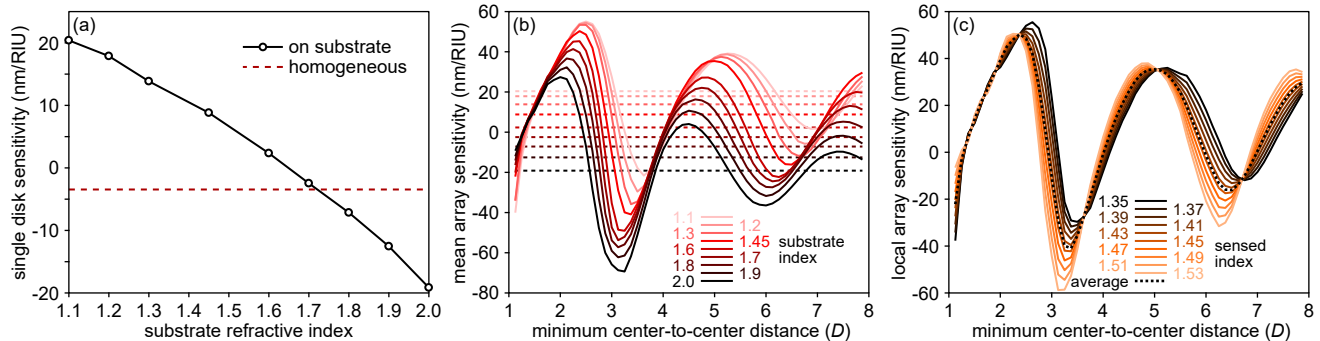 (a)
single disk sensitivity (nm/RIU)
20
10
0
-10
-20
on substrate
homogeneous
1.1 1.2 1.3 1.4 1.5 1.6 1.7 1.8 1.9 2.0
substrate refractive index
(b)
mean array sensitivity (nm/RIU)
60
40
20
0
-20
-40
-60
-80
1.1
1.3 1.2
1.6 1.45 substrate
1.8 1.7 index
2.0 1.9
1 2 3 4 5 6 7 8
minimum center-to-center distance (D)
(c)
local array sensitivity (nm/RIU)
60
40
20
0
-20
-40
-60
1.35
1.39 1.37
1.43 1.41
1.47 1.45 sensed
1.51 1.49 index
average 1.53
1 2 3 4 5 6 7 8
minimum center-to-center distance (D)